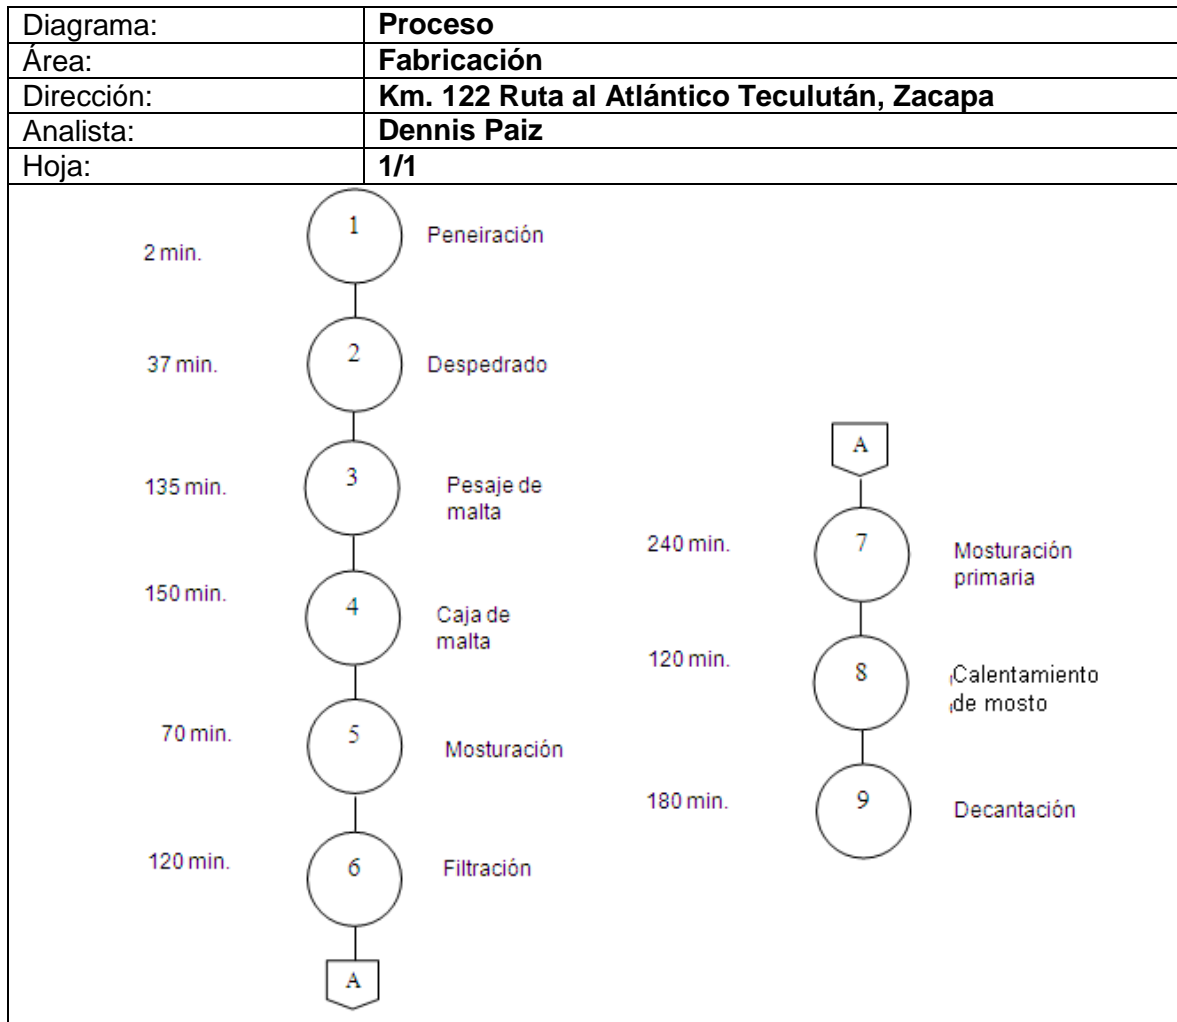 Diagrama: Proceso
Área: Fabricación
Dirección: Km. 122 Ruta al Atlántico Teculután, Zacapa
Analista: Dennis Paiz
Hoja: 1/1
2 min. 1 Peneiración
37 min. 2 Despedrado
135 min. 3 Pesaje de
malta
150 min. 4 Caja de
malta
70 min. 5 Mosturación
120 min. 6 Filtración
A
A
240 min. 7 Mosturación
primaria
120 min. 8 Calentamiento
de mosto
180 min. 9 Decantación